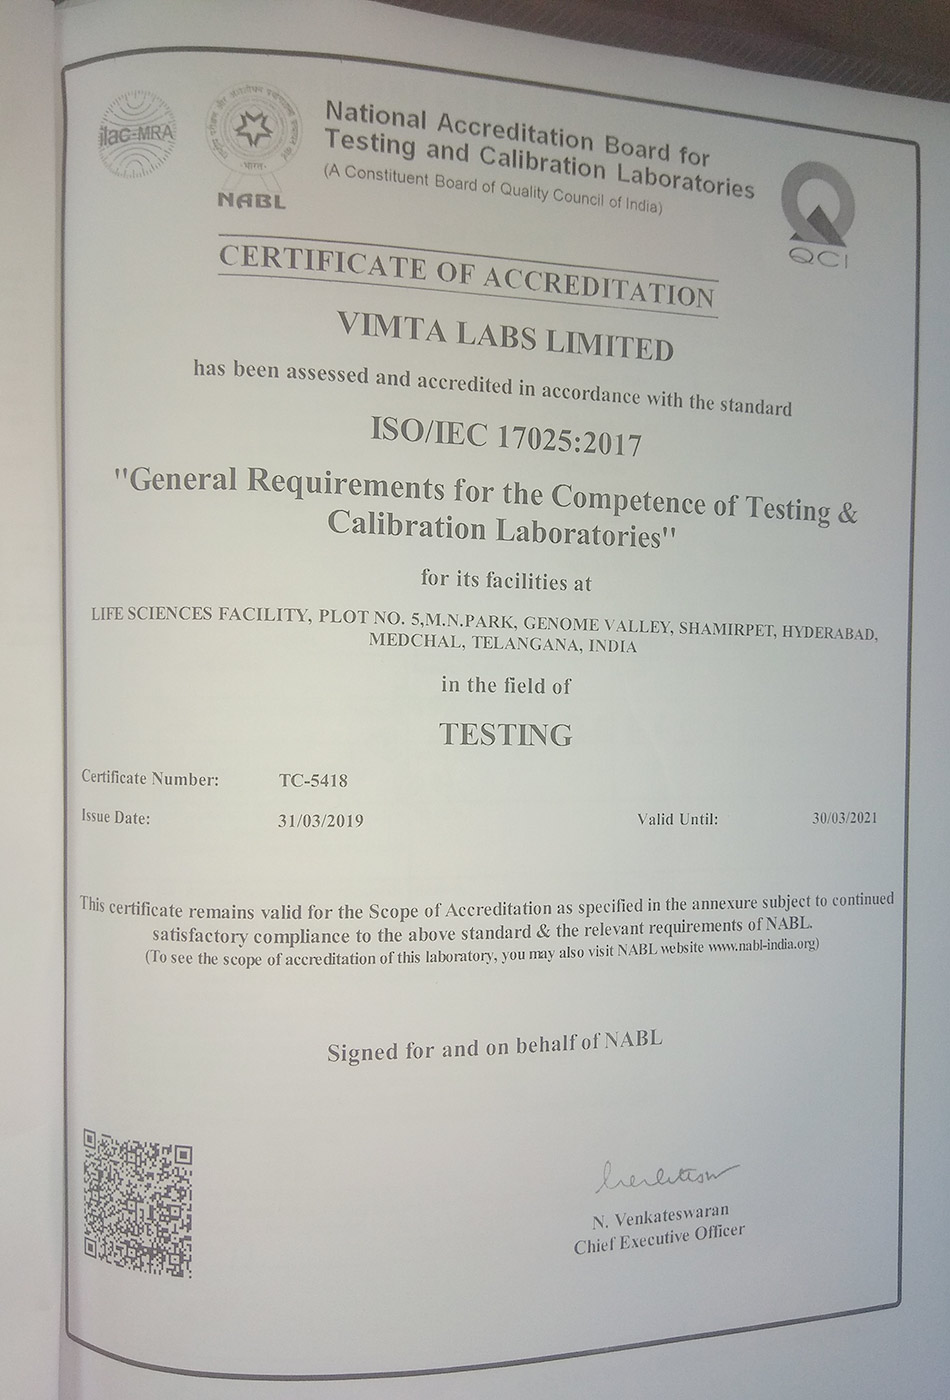 ilac-MRA
भारत
NABL
National Accreditation Board for
Testing and Calibration Laboratories
(A Constituent Board of Quality Council of India)
QCI
CERTIFICATE OF ACCREDITATION
VIMTA LABS LIMITED
has been assessed and accredited in accordance with the standard
ISO/IEC 17025:2017
"General Requirements for the Competence of Testing &
Calibration Laboratories"
for its facilities at
LIFE SCIENCES FACILITY, PLOT NO. 5,M.N.PARK, GENOME VALLEY, SHAMIRPET, HYDERABAD,
MEDCHAL, TELANGANA, INDIA
in the field of
TESTING
Certificate Number: TC-5418
Issue Date: 31/03/2019 Valid Until: 30/03/2021
This certificate remains valid for the Scope of Accreditation as specified in the annexure subject to continued
satisfactory compliance to the above standard & the relevant requirements of NABL.
(To see the scope of accreditation of this laboratory, you may also visit NABL website www.nabl-india.org)
Signed for and on behalf of NABL
N. Venkateswaran
Chief Executive Officer